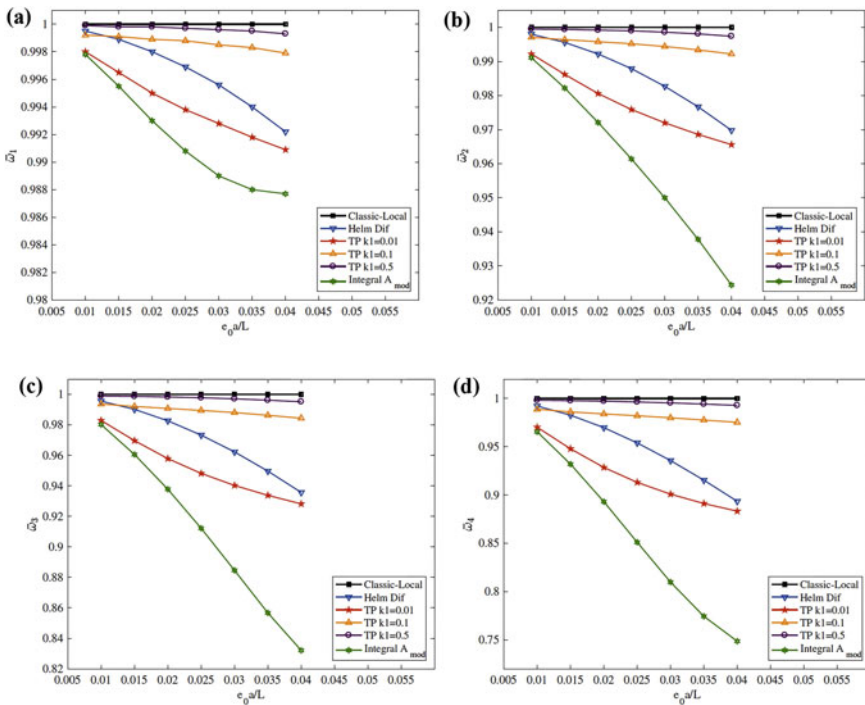 (a)
1
0.998
0.996
0.994
0.992
0.99
0.988
0.986
0.984
0.982
0.98
ω̄1
Classic-Local
Helm Dif
TP k1=0.01
TP k1=0.1
TP k1=0.5
Integral A mod
0.005 0.01 0.015 0.02 0.025 0.03 0.035 0.04 0.045 0.05 0.055
e0a/L
(b)
1
0.99
0.98
0.97
0.96
0.95
0.94
0.93
0.92
ω̄2
Classic-Local
Helm Dif
TP k1=0.01
TP k1=0.1
TP k1=0.5
Integral A mod
0.005 0.01 0.015 0.02 0.025 0.03 0.035 0.04 0.045 0.05 0.055
e0a/L
(c)
1
0.98
0.96
0.94
0.92
0.9
0.88
0.86
0.84
0.82
ω̄3
Classic-Local
Helm Dif
TP k1=0.01
TP k1=0.1
TP k1=0.5
Integral A mod
0.005 0.01 0.015 0.02 0.025 0.03 0.035 0.04 0.045 0.05 0.055
e0a/L
(d)
1
0.95
0.9
0.85
0.8
0.75
ω̄4
Classic-Local
Helm Dif
TP k1=0.01
TP k1=0.1
TP k1=0.5
Integral A mod
0.005 0.01 0.015 0.02 0.025 0.03 0.035 0.04 0.045 0.05 0.055
e0a/L